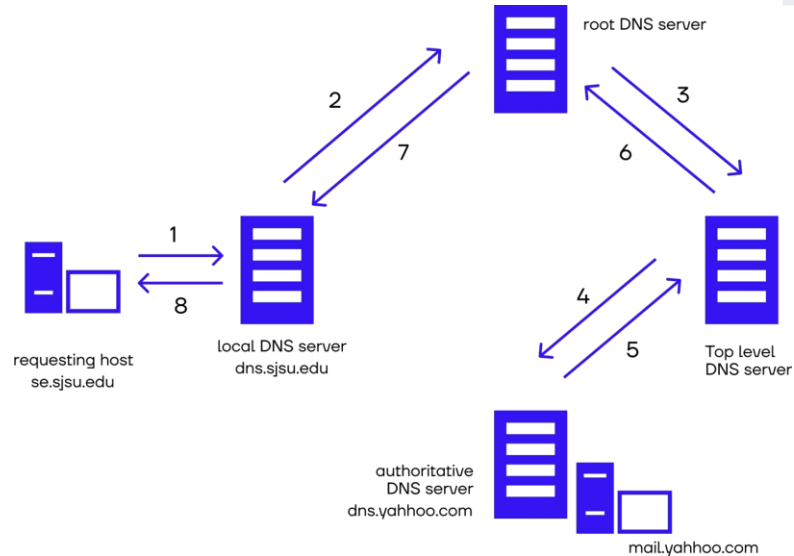 root DNS server
2
3
7
6
1
8
4
5
requesting host
se.sjsu.edu
local DNS server
dns.sjsu.edu
Top level
DNS server
authoritative
DNS server
dns.yahhoo.com
mail.yahhoo.com